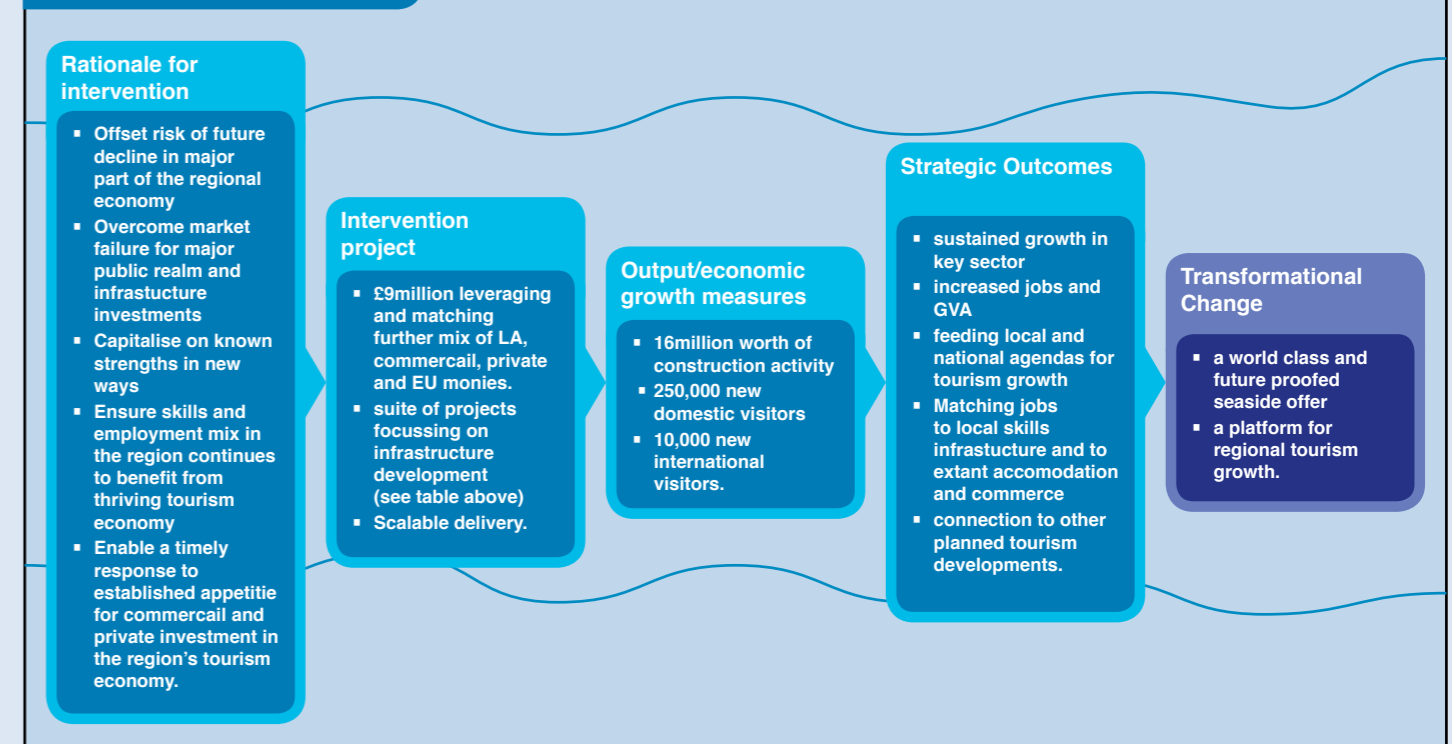 Rationale for
intervention
▪ Offset risk of future
decline in major
part of the regional
economy
▪ Overcome market
failure for major
public realm and
infrastucture
investments
▪ Capitalise on known
strengths in new
ways
▪ Ensure skills and
employment mix in
the region continues
to benefit from
thriving tourism
economy
▪ Enable a timely
response to
established appetitie
for commercail and
private investment in
the region's tourism
economy.
Intervention
project
▪ £9million leveraging
and matching
further mix of LA,
commercail, private
and EU monies.
▪ suite of projects
focussing on
infrastructure
development
(see table above)
▪ Scalable delivery.
Output/economic
growth measures
▪ 16million worth of
construction activity
▪ 250,000 new
domestic visitors
▪ 10,000 new
international
visitors.
Strategic Outcomes
▪ sustained growth in
key sector
▪ increased jobs and
GVA
▪ feeding local and
national agendas for
tourism growth
▪ Matching jobs
to local skills
infrastucture and to
extant accomodation
and commerce
▪ connection to other
planned tourism
developments.
Transformational
Change
▪ a world class and
future proofed
seaside offer
▪ a platform for
regional tourism
growth.